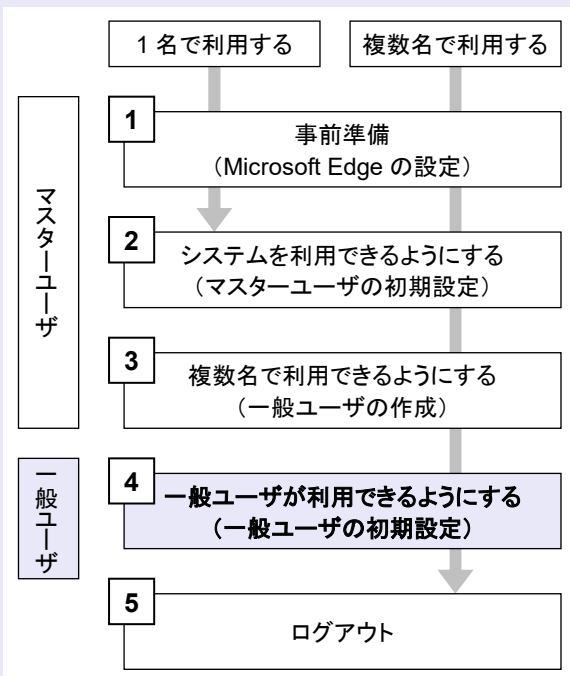 1 名で利用する
複数名で利用する
マスターユーザ
1
事前準備
（Microsoft Edge の設定）
2
システムを利用できるようにする
（マスターユーザの初期設定）
3
複数名で利用できるようにする
（一般ユーザの作成）
一般ユーザ
4
一般ユーザが利用できるようにする
（一般ユーザの初期設定）
5
ログアウト